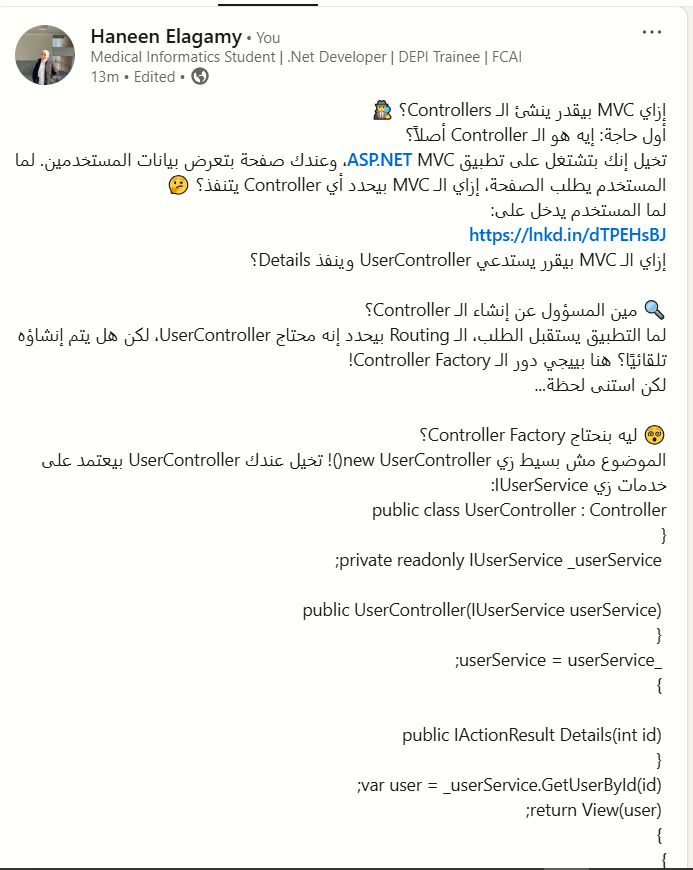 Haneen Elagamy • You
Medical Informatics Student | .Net Developer | DEPI Trainee | FCAI
13m • Edited •
إزاي MVC بيقدر ينشئ الـ Controllers؟ 🕵️
أول حاجة: إيه هو الـ Controller أصلاً؟
تخيل إنك بتشتغل على تطبيق ASP.NET MVC، وعندك صفحة بتعرض بيانات المستخدمين. لما
المستخدم يطلب الصفحة، إزاي الـ MVC بيحدد أي Controller يتنفذ؟ 🤔
لما المستخدم يدخل على:
https://lnkd.in/dTPEHsBJ
إزاي الـ MVC بيقرر يستدعي UserController وينفذ Details؟
🔍 مين المسؤول عن إنشاء الـ Controller؟
لما التطبيق يستقبل الطلب، الـ Routing بيحدد إنه محتاج UserController، لكن هل يتم إنشاؤه
تلقائيًا؟ هنا بييجي دور الـ Controller Factory!
لكن استنى لحظة...
😵‍💫 ليه بنحتاج Controller Factory؟
الموضوع مش بسيط زي new UserController()! تخيل عندك UserController بيعتمد على
خدمات زي IUserService:
public class UserController : Controller
{
private readonly IUserService _userService;
public UserController(IUserService userService)
{
_userService = userService;
}
public IActionResult Details(int id)
{
var user = _userService.GetUserById(id);
return View(user);
}
}